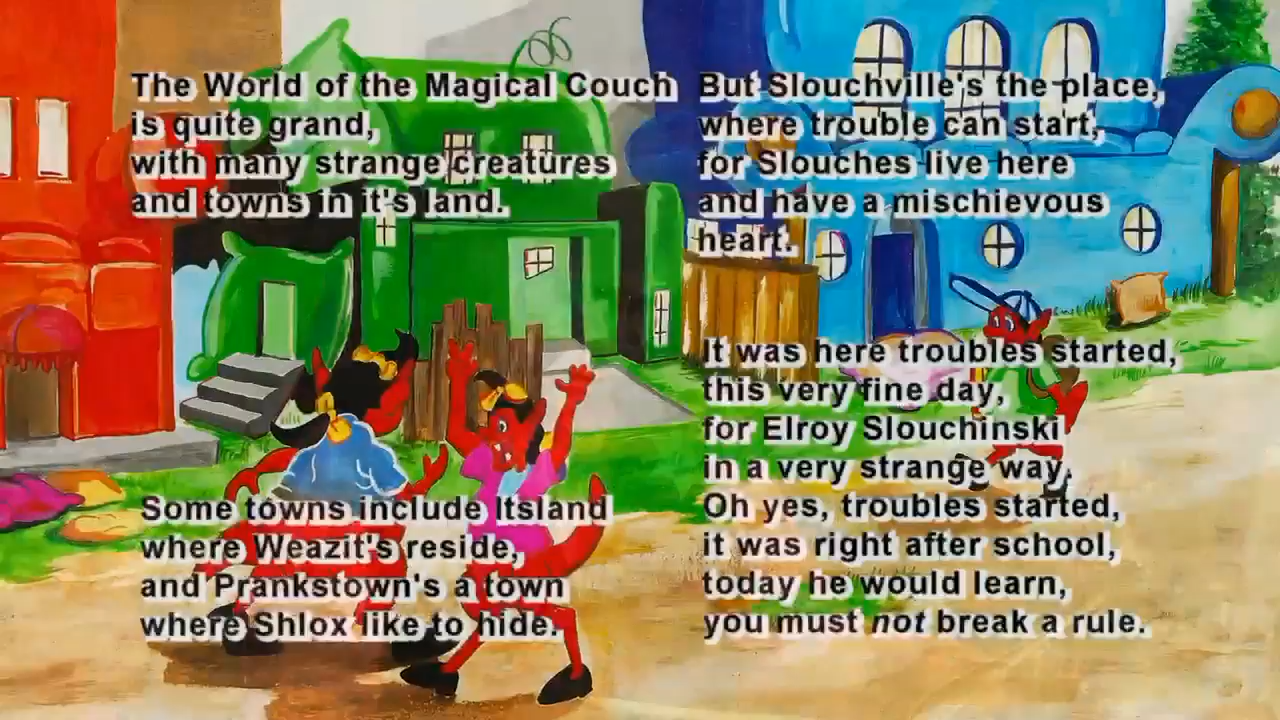 The World of the Magical Couch
is quite grand,
with many strange creatures
and towns in it's land.
Some towns include Itsland
where Weazit's reside,
and Prankstown's a town
where Shlox like to hide.
But Slouchville's the place,
where trouble can start,
for Slouches live here
and have a mischievous
heart.
It was here troubles started,
this very fine day,
for Elroy Slouchinski
in a very strange way.
Oh yes, troubles started,
it was right after school,
today he would learn,
you must not break a rule.